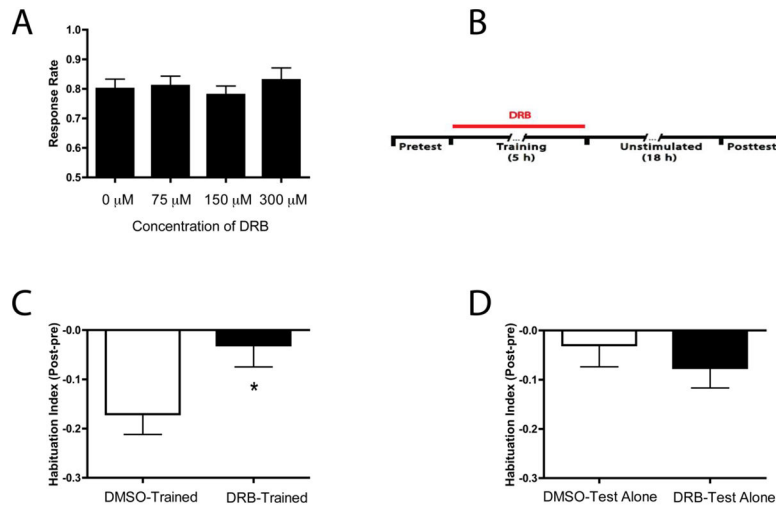 A
Response Rate
1.0
0.9
0.8
0.7
0.6
0.5
0 μM 75 μM 150 μM 300 μM
Concentration of DRB
B
DRB
... ...
Pretest Training Unstimulated Posttest
(5 h) (18 h)
C
Habituation Index (Post-pre)
-0.0
-0.1
-0.2
-0.3
*
DMSO-Trained DRB-Trained
D
Habituation Index (Post-pre)
-0.0
-0.1
-0.2
-0.3
DMSO-Test Alone DRB-Test Alone